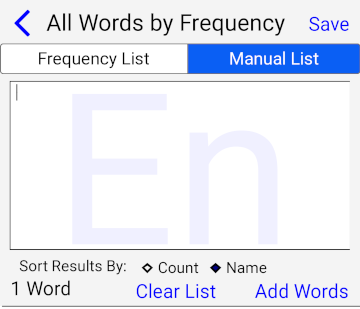 All Words by Frequency Save
Frequency List Manual List
En
Sort Results By: Count Name
1 Word Clear List Add Words